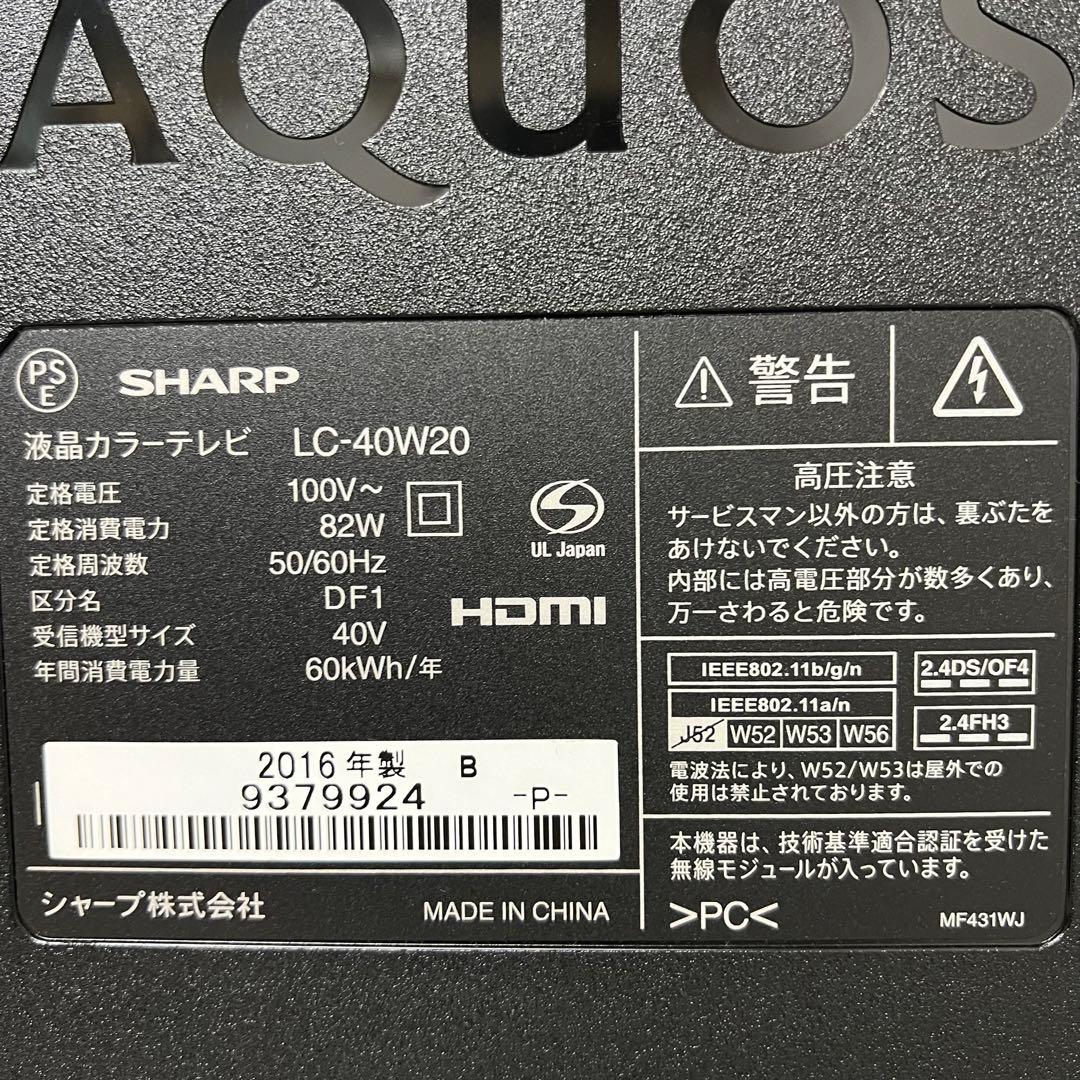 AQUOS
PSE SHARP
液晶カラーテレビ LC-40W20
定格電圧 100V～
定格消費電力 82W
定格周波数 50/60Hz
区分名 DF1
受信機型サイズ 40V
年間消費電力量 60kWh/年
UL Japan
HDMI
2016年製 B
9379924 -P-
シャープ株式会社 MADE IN CHINA
警告
高圧注意
サービスマン以外の方は、裏ぶたを
あけないでください。
内部には高電圧部分が数多くあり、
万一さわると危険です。
IEEE802.11b/g/n
IEEE802.11a/n
J52 W52 W53 W56
2.4DS/OF4
2.4FH3
電波法により、W52/W53は屋外での
使用は禁止されております。
本機器は、技術基準適合認証を受けた
無線モジュールが入っています。
>PC< MF431WJ